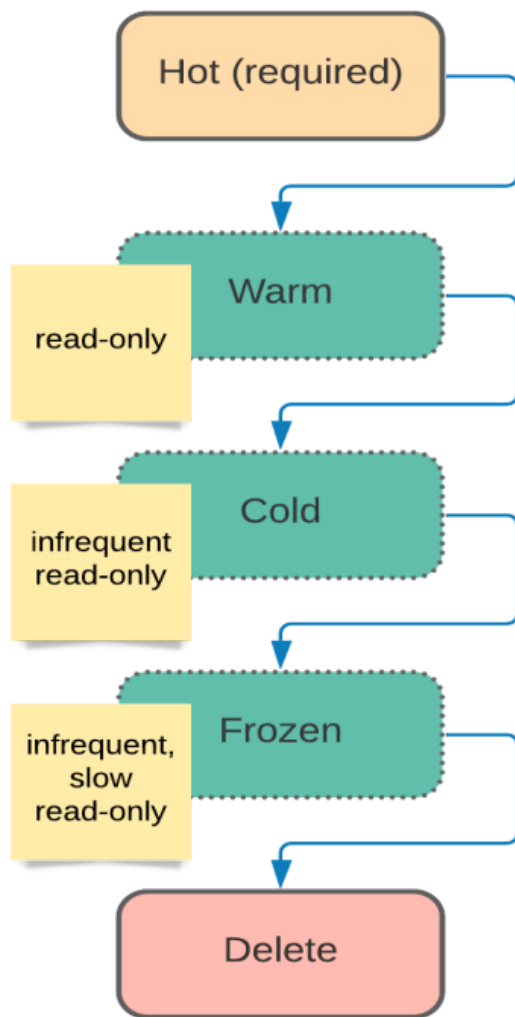 Hot (required)
Warm
read-only
Cold
infrequent
read-only
Frozen
infrequent,
slow
read-only
Delete